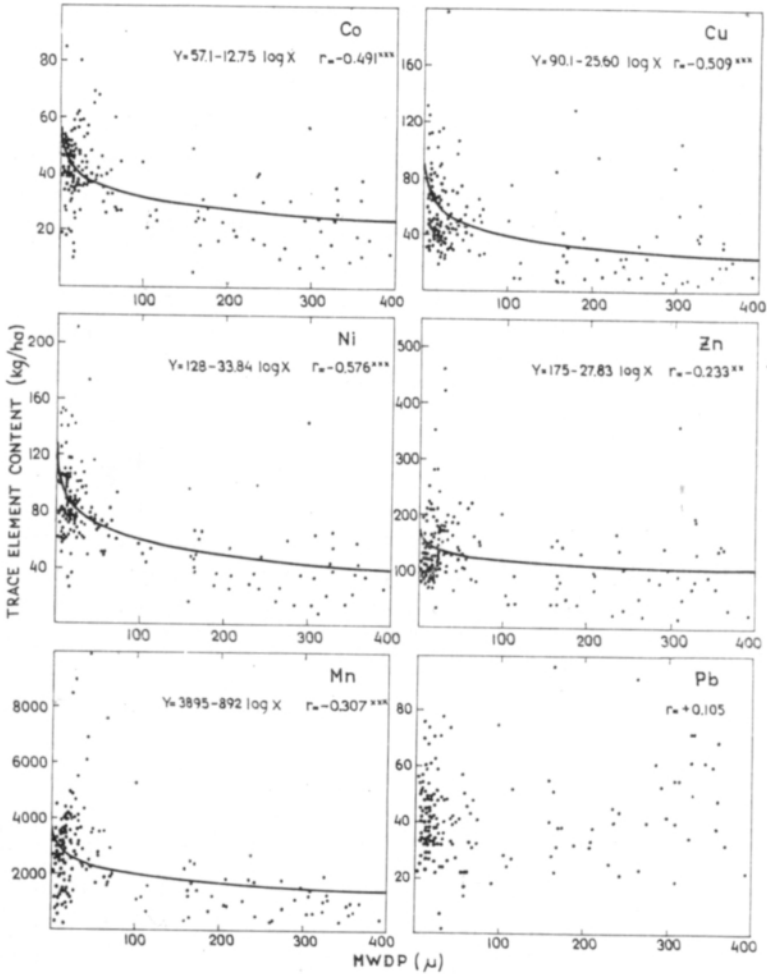 Co
Y=57.1-12.75 log X r=-0.491***
80
60
40
20
100 200 300 400
Cu
Y=90.1-25.60 log X r=-0.509***
160
120
80
40
100 200 300 400
Ni
Y=128-33.84 log X r=-0.576***
200
160
120
80
40
100 200 300 400
Zn
Y=175-27.83 log X r=-0.233**
500
400
300
200
100
100 200 300 400
Mn
Y=3895-892 log X r=-0.307***
8000
6000
4000
2000
100 200 300 400
Pb
r=+0.105
80
60
40
20
100 200 300 400
TRACE ELEMENT CONTENT (kg/ha)
MWDP (μ)